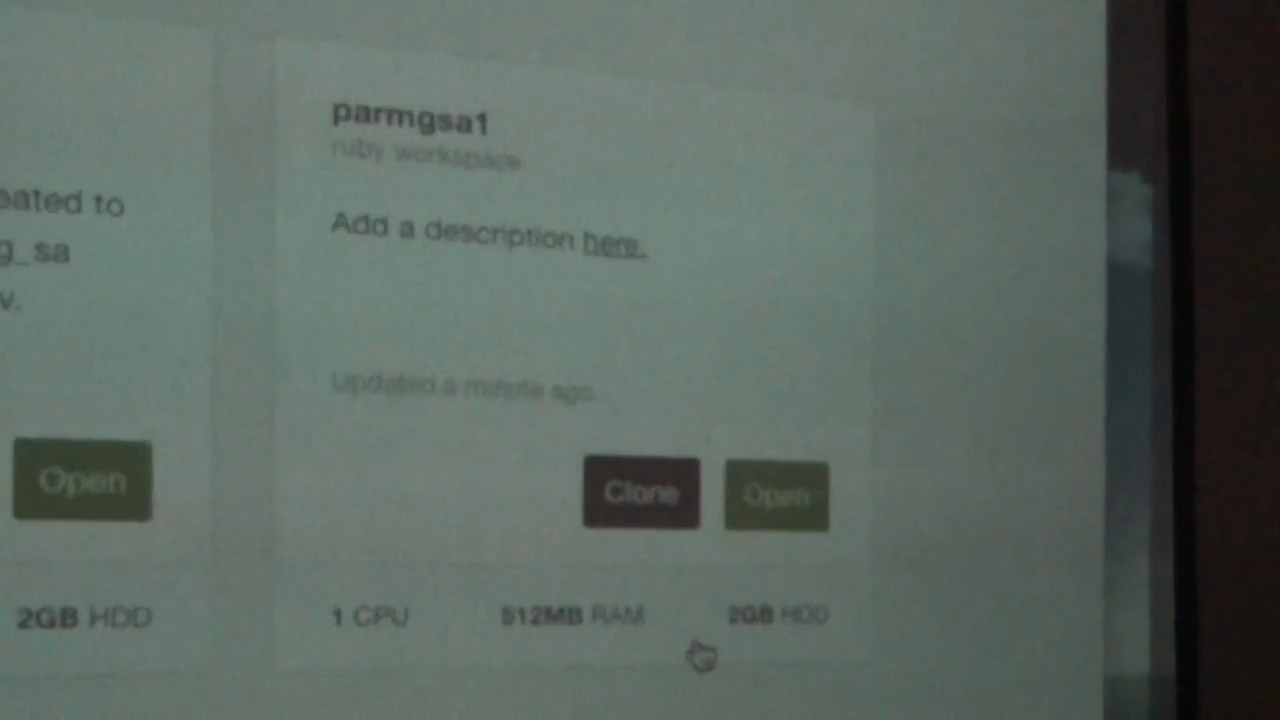 eated to
g_sa
v.
Open
2GB HDD
parmgsa1
ruby workspace
Add a description here.
Updated a minute ago
Clone
Open
1 CPU
512MB RAM
2GB HDD